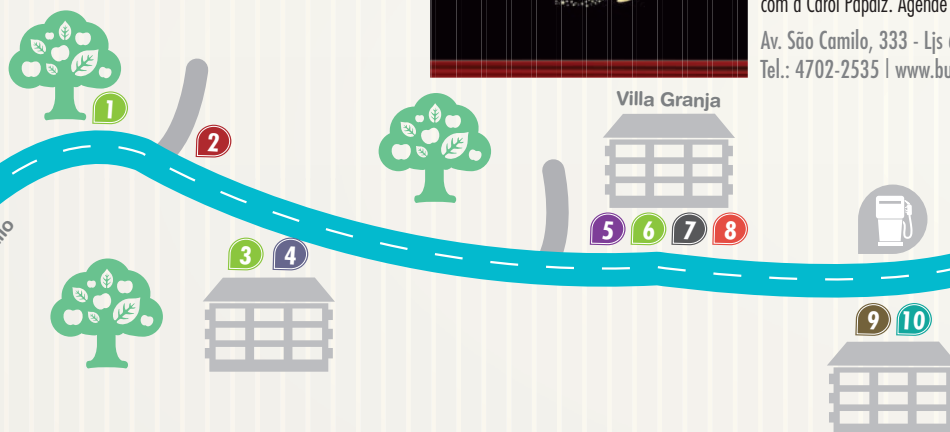 com a Carol Papaiz. Agende
Av. São Camilo, 333 - Ljs
Tel.: 4702-2535 | www.bu
Villa Granja
1
2
3 4
5 6 7 8
9 10